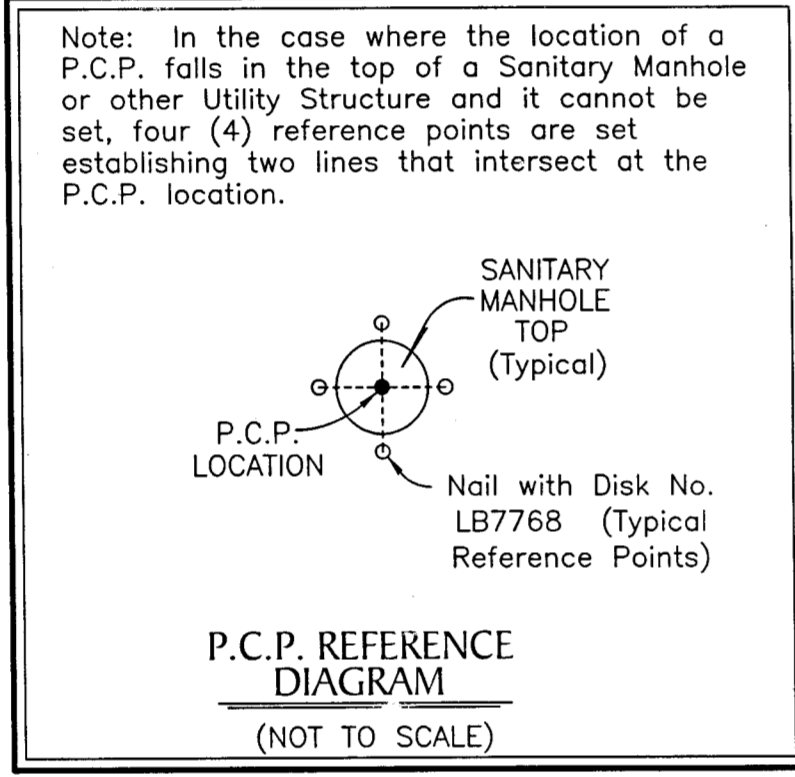 Note: In the case where the location of a
P.C.P. falls in the top of a Sanitary Manhole
or other Utility Structure and it cannot be
set, four (4) reference points are set
establishing two lines that intersect at the
P.C.P. location.
SANITARY
MANHOLE
TOP
(Typical)
P.C.P.
LOCATION
Nail with Disk No.
LB7768 (Typical
Reference Points)
P.C.P. REFERENCE
DIAGRAM
(NOT TO SCALE)